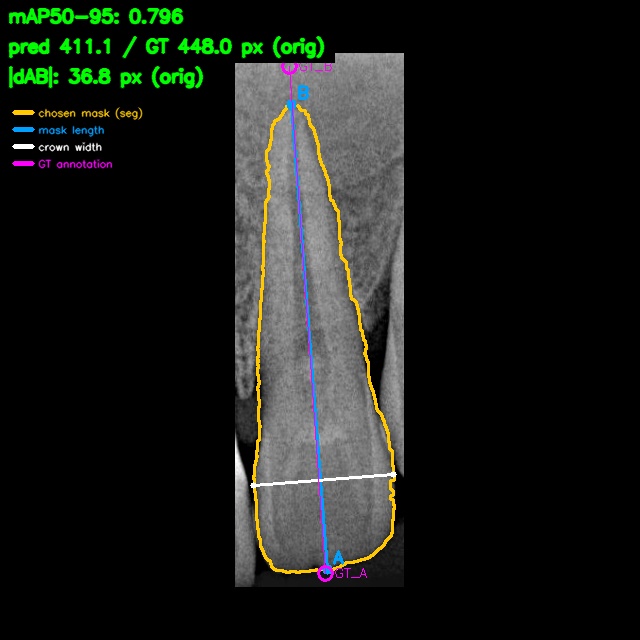 mAP50-95: 0.796
pred 411.1 / GT 448.0 px (orig)
|dAB|: 36.8 px (orig)
chosen mask (seg)
mask length
crown width
GT annotation
GT_B
B
A
GT_A